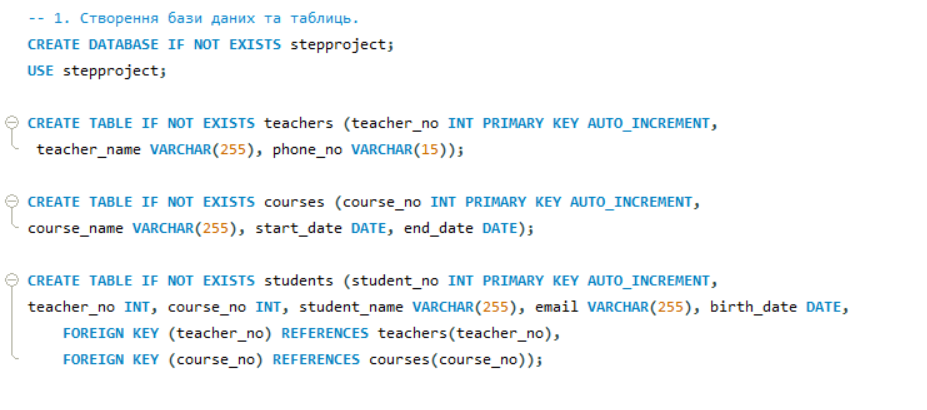 -- 1. Створення бази даних та таблиць.
CREATE DATABASE IF NOT EXISTS stepproject;
USE stepproject;
CREATE TABLE IF NOT EXISTS teachers (teacher_no INT PRIMARY KEY AUTO_INCREMENT,
teacher_name VARCHAR(255), phone_no VARCHAR(15));
CREATE TABLE IF NOT EXISTS courses (course_no INT PRIMARY KEY AUTO_INCREMENT,
course_name VARCHAR(255), start_date DATE, end_date DATE);
CREATE TABLE IF NOT EXISTS students (student_no INT PRIMARY KEY AUTO_INCREMENT,
teacher_no INT, course_no INT, student_name VARCHAR(255), email VARCHAR(255), birth_date DATE,
FOREIGN KEY (teacher_no) REFERENCES teachers(teacher_no),
FOREIGN KEY (course_no) REFERENCES courses(course_no));